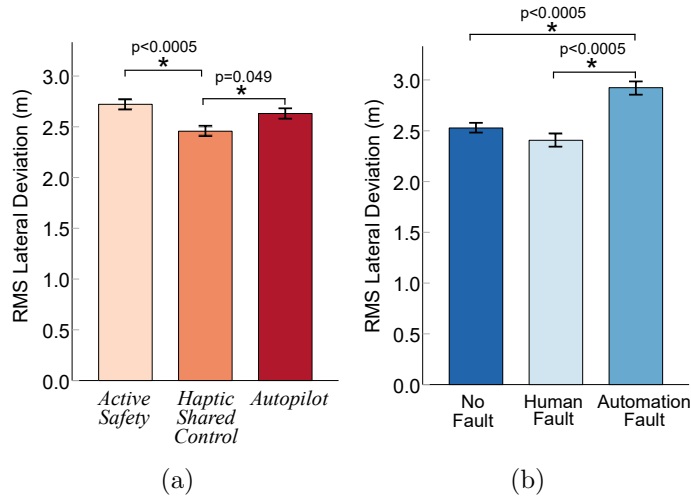 p<0.0005
*
p=0.049
*
RMS Lateral Deviation (m)
3.0
2.5
2.0
1.5
1.0
0.5
0.0
Active
Safety
Haptic
Shared
Control
Autopilot
(a)
p<0.0005
*
p<0.0005
*
RMS Lateral Deviation (m)
3.0
2.5
2.0
1.5
1.0
0.5
0.0
No
Fault
Human
Fault
Automation
Fault
(b)